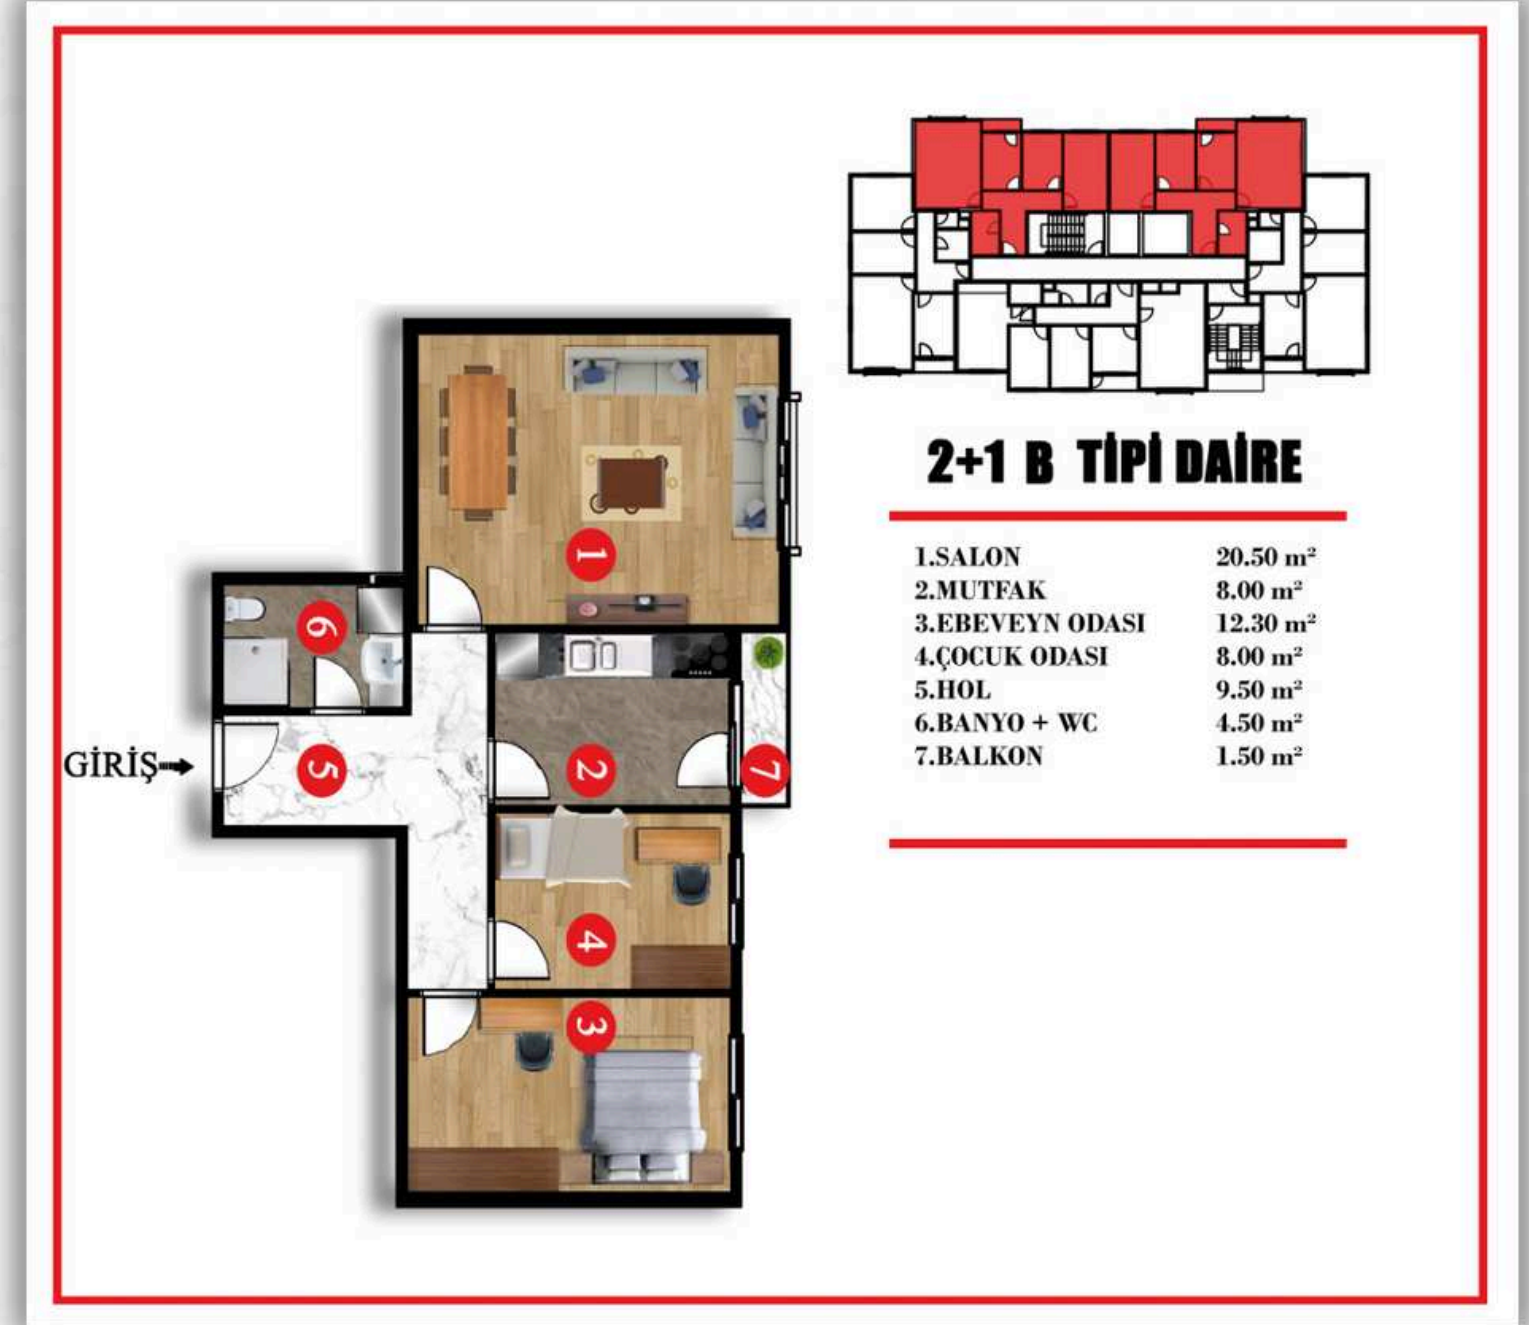 2+1 B TİPİ DAİRE
1.SALON 20.50 m²
2.MUTFAK 8.00 m²
3.EBEVEYN ODASI 12.30 m²
4.ÇOCUK ODASI 8.00 m²
5.HOL 9.50 m²
6.BANYO + WC 4.50 m²
7.BALKON 1.50 m²
1
6
GİRİŞ
5
2
7
4
3